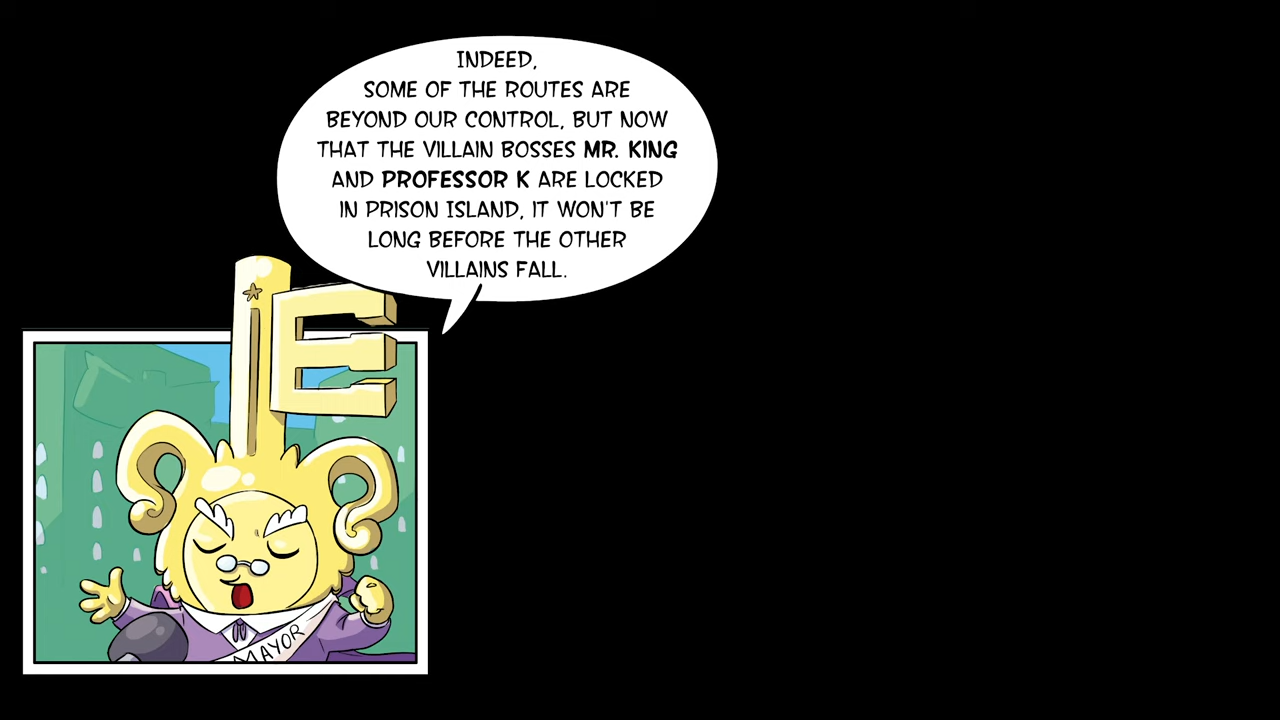 INDEED,
SOME OF THE ROUTES ARE
BEYOND OUR CONTROL, BUT NOW
THAT THE VILLAIN BOSSES MR. KING
AND PROFESSOR K ARE LOCKED
IN PRISON ISLAND, IT WON'T BE
LONG BEFORE THE OTHER
VILLAINS FALL.
MAYOR